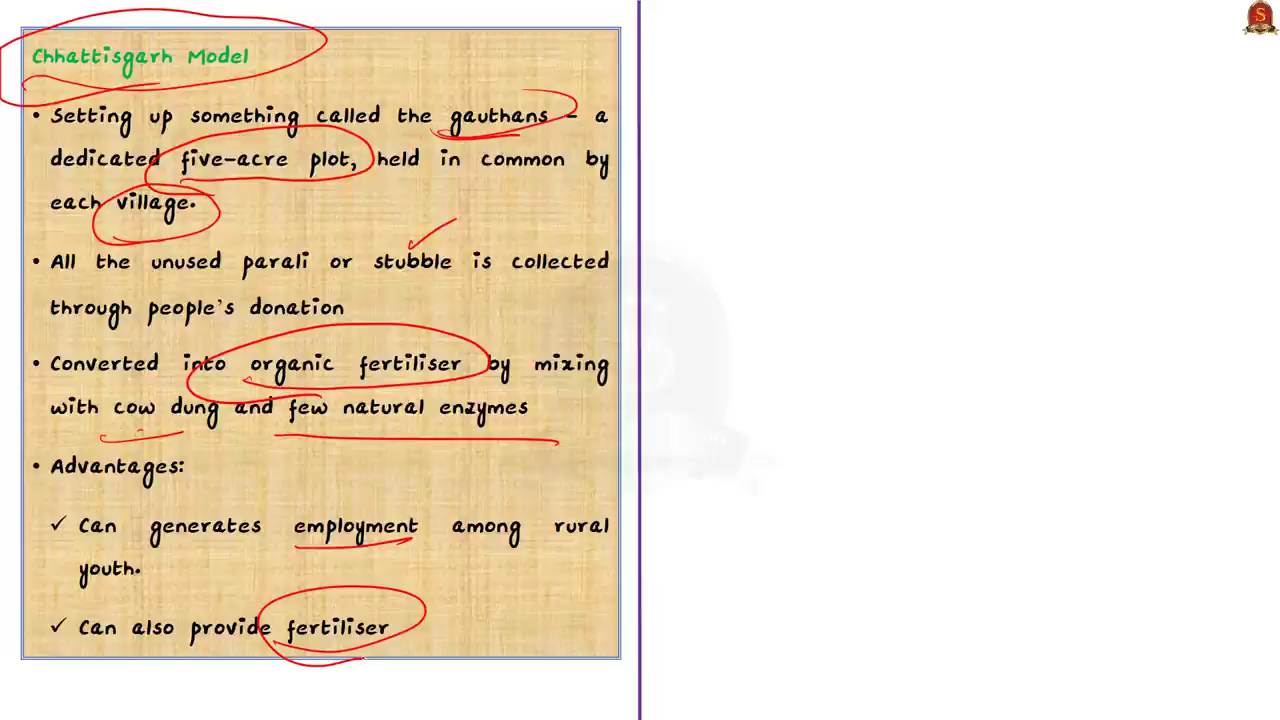 Chhattisgarh Model
• Setting up something called the gauthans - a
dedicated five-acre plot, held in common by
each village.
• All the unused parali or stubble is collected
through people's donation
• Converted into organic fertiliser by mixing
with cow dung and few natural enzymes
• Advantages:
✓ Can generates employment among rural
youth.
✓ Can also provide fertiliser